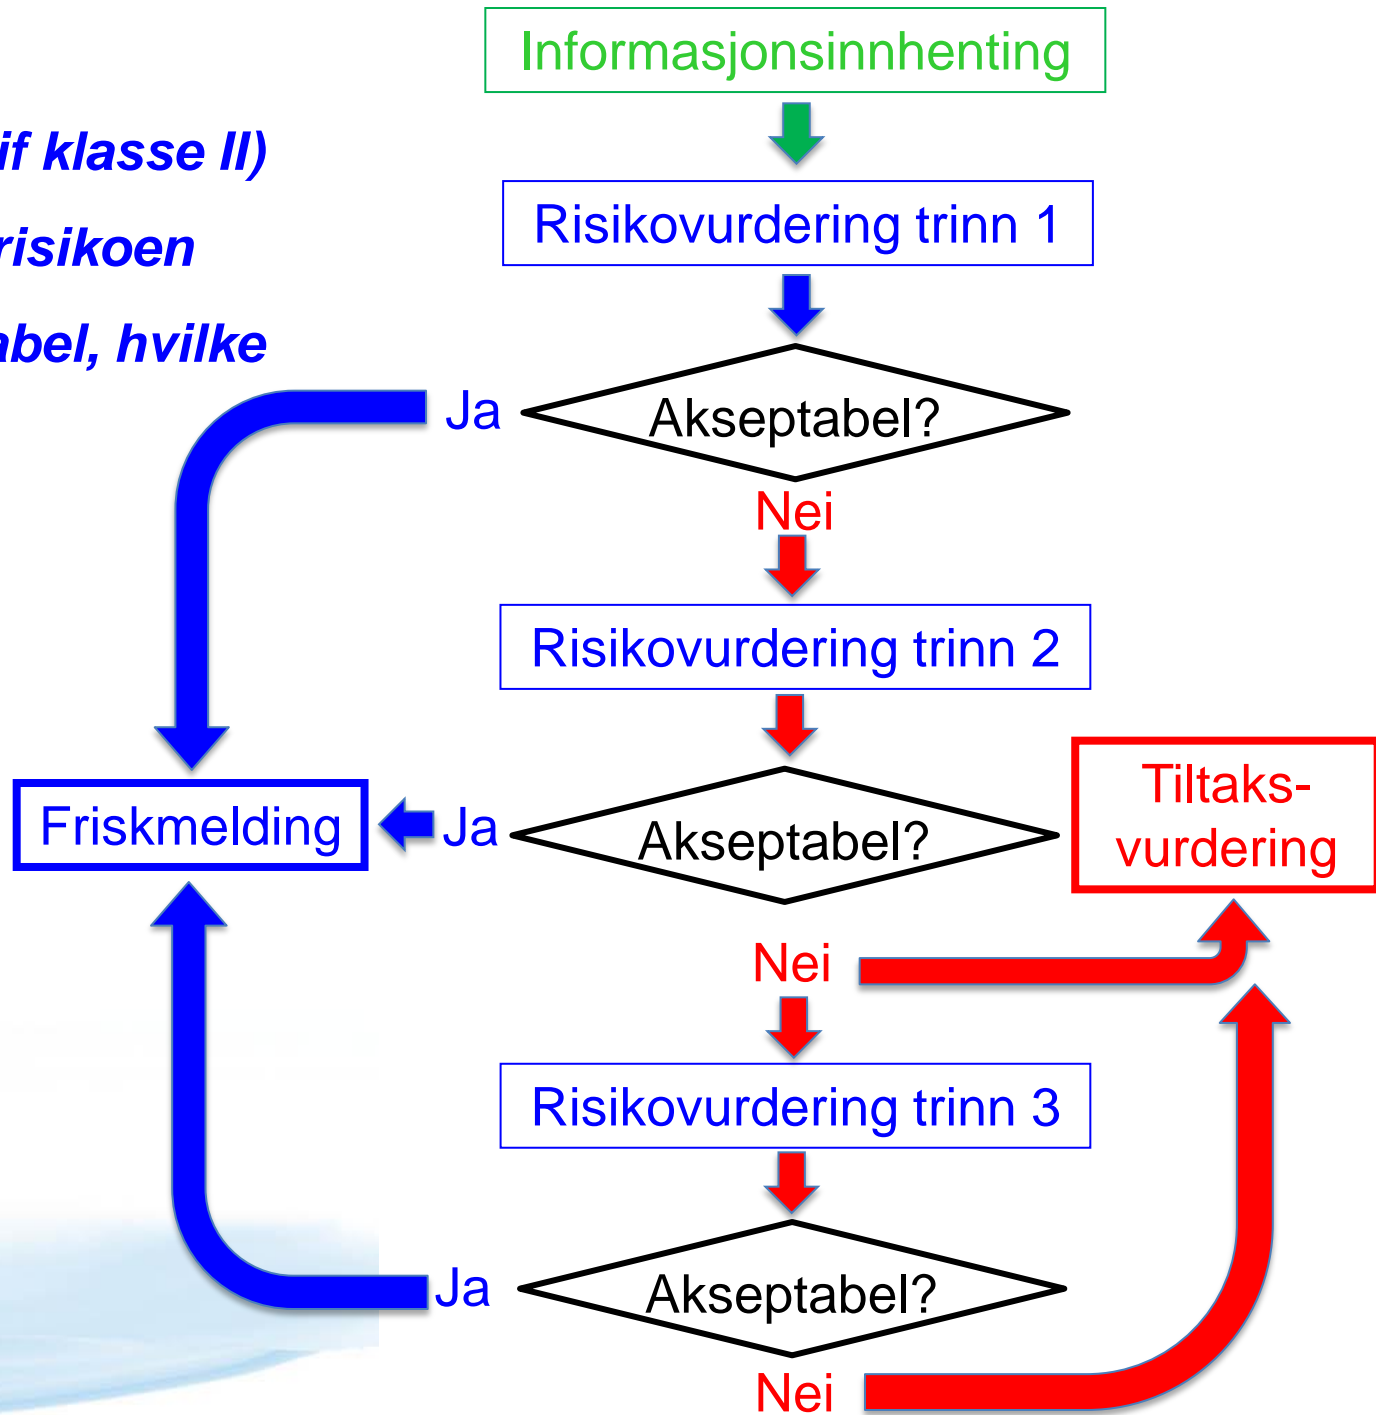 Informasjonsinnhenting
if klasse II)
Risikovurdering trinn 1
risikoen
abel, hvilke
Ja
Akseptabel?
Nei
Risikovurdering trinn 2
Tiltaks-
vurdering
Friskmelding
Ja
Akseptabel?
Nei
Risikovurdering trinn 3
Ja
Akseptabel?
Nei